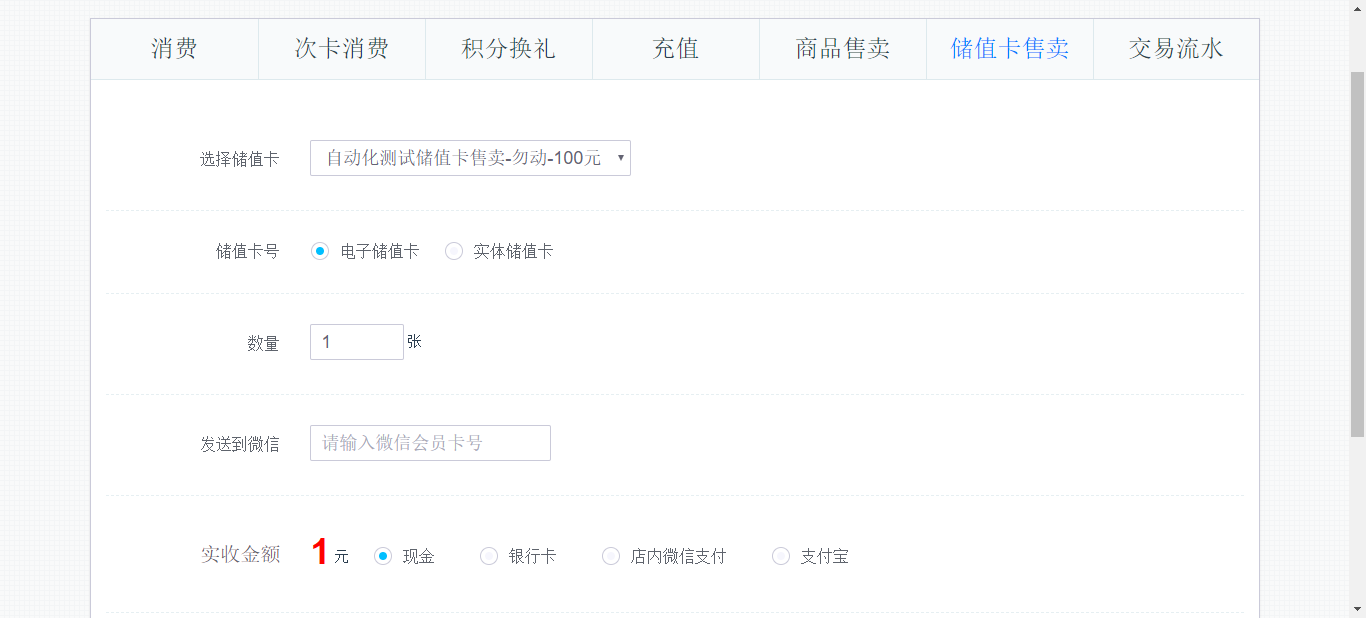 消费 次卡消费 积分换礼 充值 商品售卖 储值卡售卖 交易流水
选择储值卡 自动化测试储值卡售卖-勿动-100元
储值卡号 电子储值卡 实体储值卡
数量 1 张
发送到微信 请输入微信会员卡号
实收金额 1 元 现金 银行卡 店内微信支付 支付宝